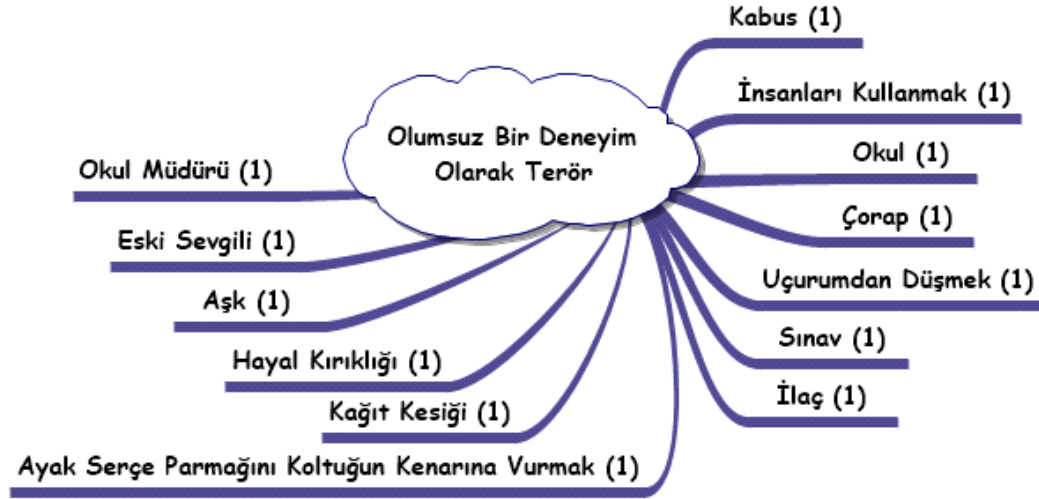 Olumsuz Bir Deneyim
Olarak Terör
Kabus (1)
İnsanları Kullanmak (1)
Okul (1)
Çorap (1)
Uçurumdan Düşmek (1)
Sınav (1)
İlaç (1)
Okul Müdürü (1)
Eski Sevgili (1)
Aşk (1)
Hayal Kırıklığı (1)
Kağıt Kesiği (1)
Ayak Serçe Parmağını Koltuğun Kenarına Vurmak (1)